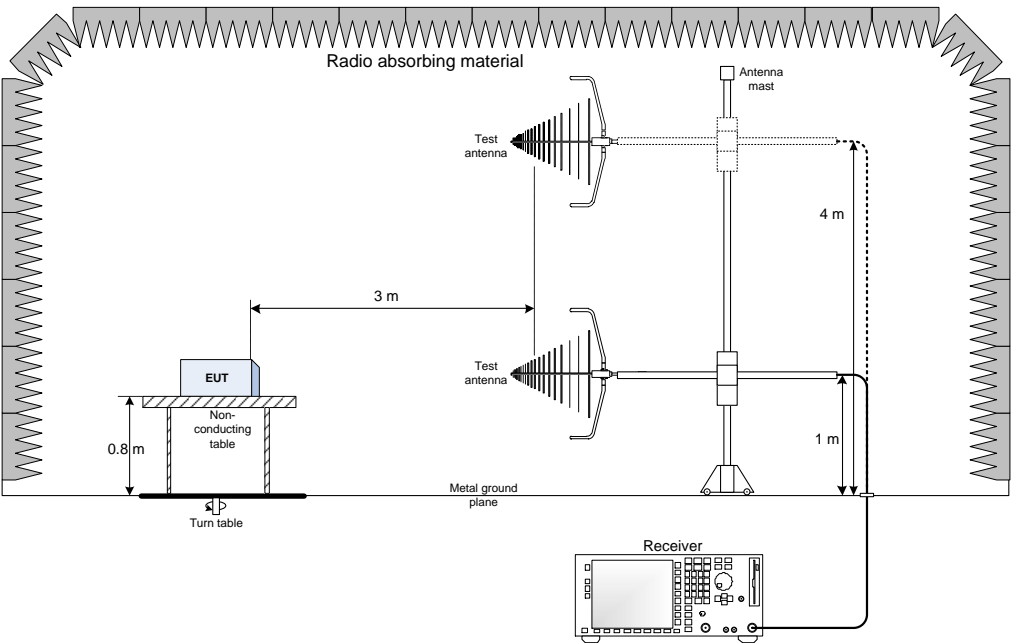 Radio absorbing material
Antenna
mast
Test
antenna
4 m
3 m
Test
antenna
EUT
Non-
conducting
table
0.8 m
1 m
Metal ground
plane
Turn table
Receiver